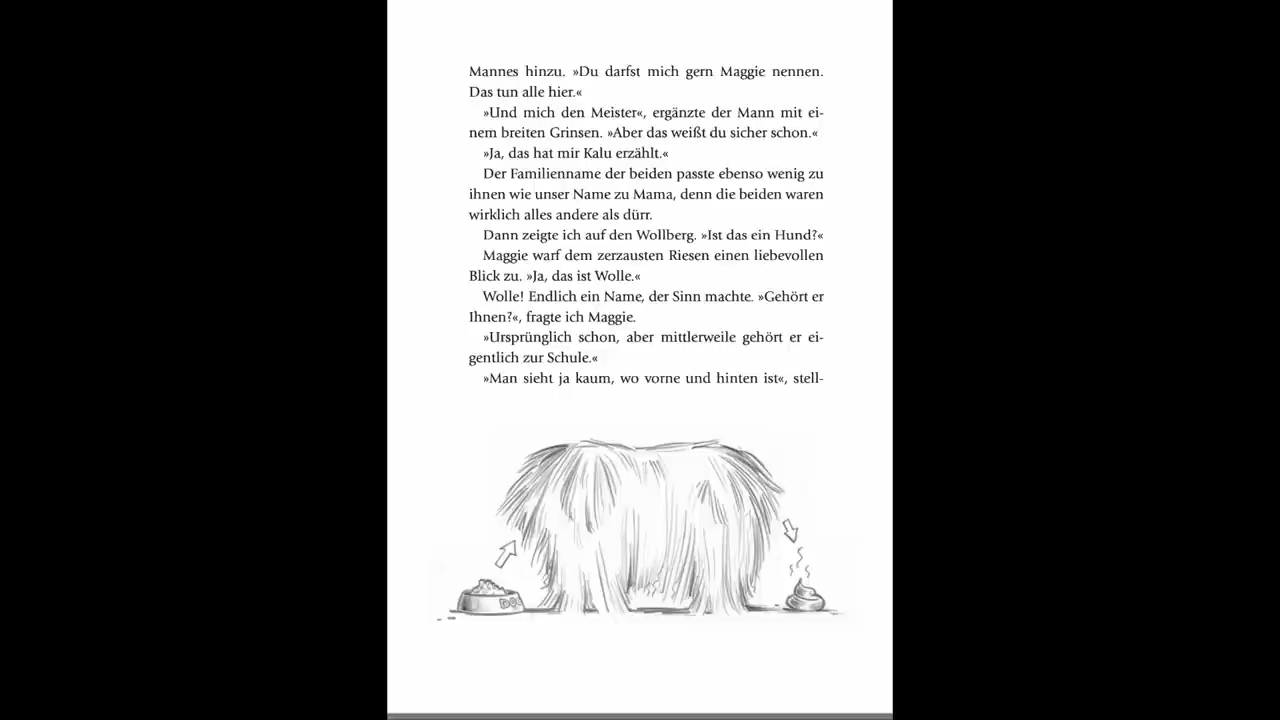 Mannes hinzu. »Du darfst mich gern Maggie nennen.
Das tun alle hier.«
»Und mich den Meister«, ergänzte der Mann mit ei-
nem breiten Grinsen. »Aber das weißt du sicher schon.«
»Ja, das hat mir Kalu erzählt.«
Der Familienname der beiden passte ebenso wenig zu
ihnen wie unser Name zu Mama, denn die beiden waren
wirklich alles andere als dürr.
Dann zeigte ich auf den Wollberg. »Ist das ein Hund?«
Maggie warf dem zerzausten Riesen einen liebevollen
Blick zu. »Ja, das ist Wolle.«
Wolle! Endlich ein Name, der Sinn machte. »Gehört er
Ihnen?«, fragte ich Maggie.
»Ursprünglich schon, aber mittlerweile gehört er ei-
gentlich zur Schule.«
»Man sieht ja kaum, wo vorne und hinten ist«, stell-